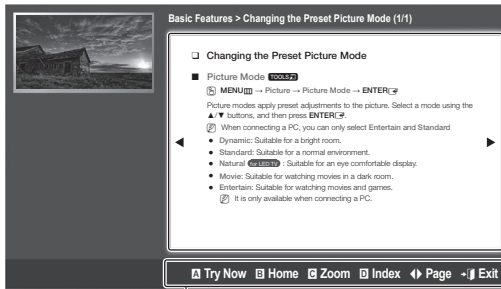 Basic Features > Changing the Preset Picture Mode (1/1)
❑ Changing the Preset Picture Mode
■ Picture Mode TOOLS
MENU → Picture → Picture Mode → ENTER
Picture modes apply preset adjustments to the picture. Select a mode using the
▲/▼ buttons, and then press ENTER.
When connecting a PC, you can only select Entertain and Standard
● Dynamic: Suitable for a bright room.
● Standard: Suitable for a normal environment.
● Natural for LED TV : Suitable for an eye comfortable display.
● Movie: Suitable for watching movies in a dark room.
● Entertain: Suitable for watching movies and games.
It is only available when connecting a PC.
A Try Now B Home C Zoom D Index Page Exit